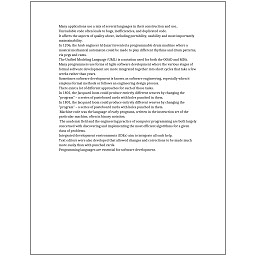 Many applications use a mix of several languages in their construction and use.
Unreadable code often leads to bugs, inefficiencies, and duplicated code.
It affects the aspects of quality above, including portability, usability and most importantly maintainability.
In 1206, the Arab engineer Al-Jazari invented a programmable drum machine where a
musical mechanical automaton could be made to play different rhythms and drum patterns,
via pegs and cams.
The Unified Modeling Language (UML) is a notation used for both the OOAD and MDA.
Many programmers use forms of Agile software development where the various stages of
formal software development are more integrated together into short cycles that take a few
weeks rather than years.
Sometimes software development is known as software engineering, especially when it
employs formal methods or follows an engineering design process.
There exist a lot of different approaches for each of those tasks.
In 1801, the Jacquard loom could produce entirely different weaves by changing the
"program" – a series of pasteboard cards with holes punched in them.
In 1801, the Jacquard loom could produce entirely different weaves by changing the
"program" – a series of pasteboard cards with holes punched in them.
Machine code was the language of early programs, written in the instruction set of the
particular machine, often in binary notation.
The academic field and the engineering practice of computer programming are both largely
concerned with discovering and implementing the most efficient algorithms for a given
class of problems.
Integrated development environments (IDEs) aim to integrate all such help.
Text editors were also developed that allowed changes and corrections to be made much
more easily than with punched cards.
Programming languages are essential for software development.